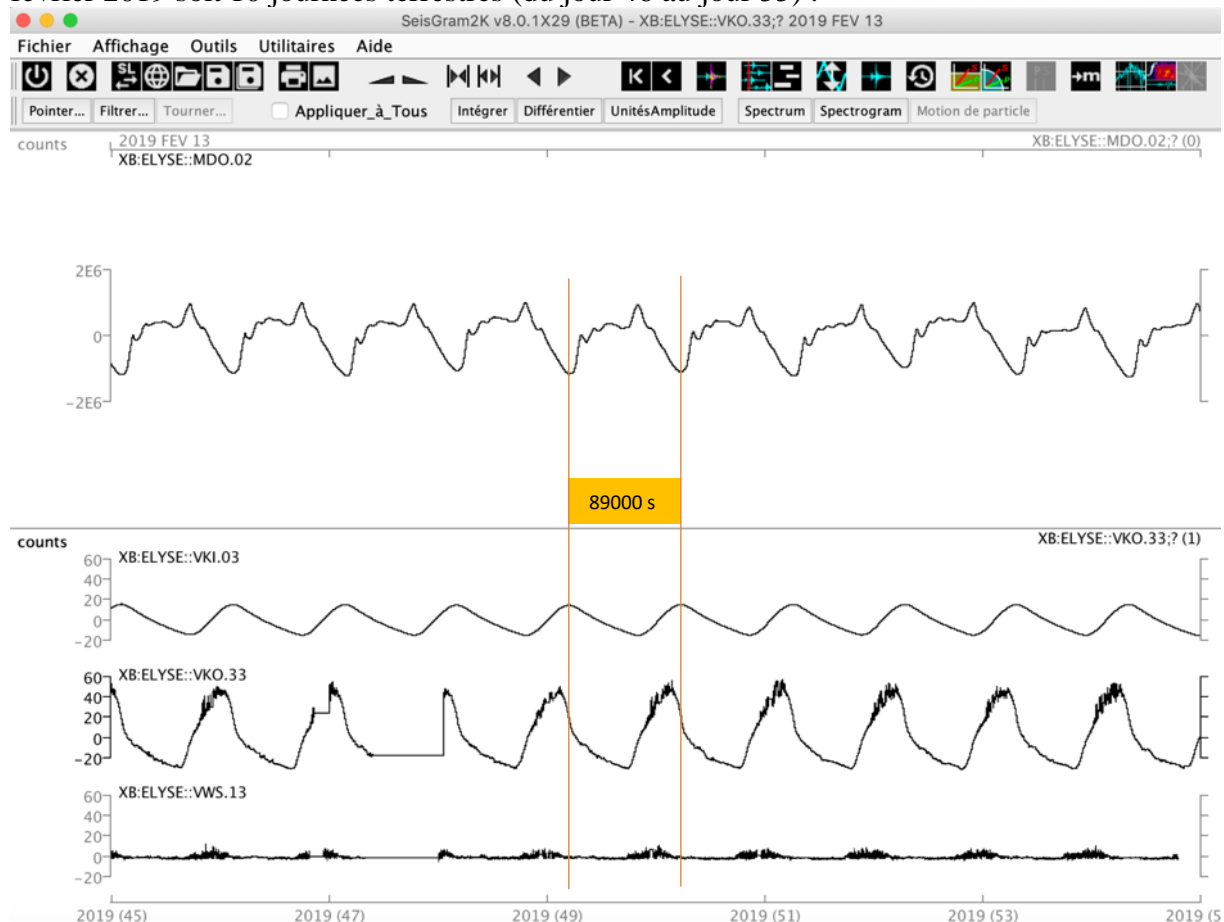 SeisGram2K v8.0.1X29 (BETA) - XB:ELYSE::VKO.33;? 2019 FEV 13
Fichier Affichage Outils Utilitaires Aide
SL
→m
Pointer... Filtrer... Tourner... Appliquer_à_Tous Intégrer Différentier UnitésAmplitude Spectrum Spectrogram Motion de particle
counts 2019 FEV 13 XB:ELYSE::MDO.02;? (0)
XB:ELYSE::MDO.02
2E6
0
-2E6
89000 s
counts XB:ELYSE::VKO.33;? (1)
60 XB:ELYSE::VKI.03
40
20
0
-20
60 XB:ELYSE::VKO.33
40
20
0
-20
60 XB:ELYSE::VWS.13
40
20
0
-20
2019 (45) 2019 (47) 2019 (49) 2019 (51) 2019 (53) 2019 (5